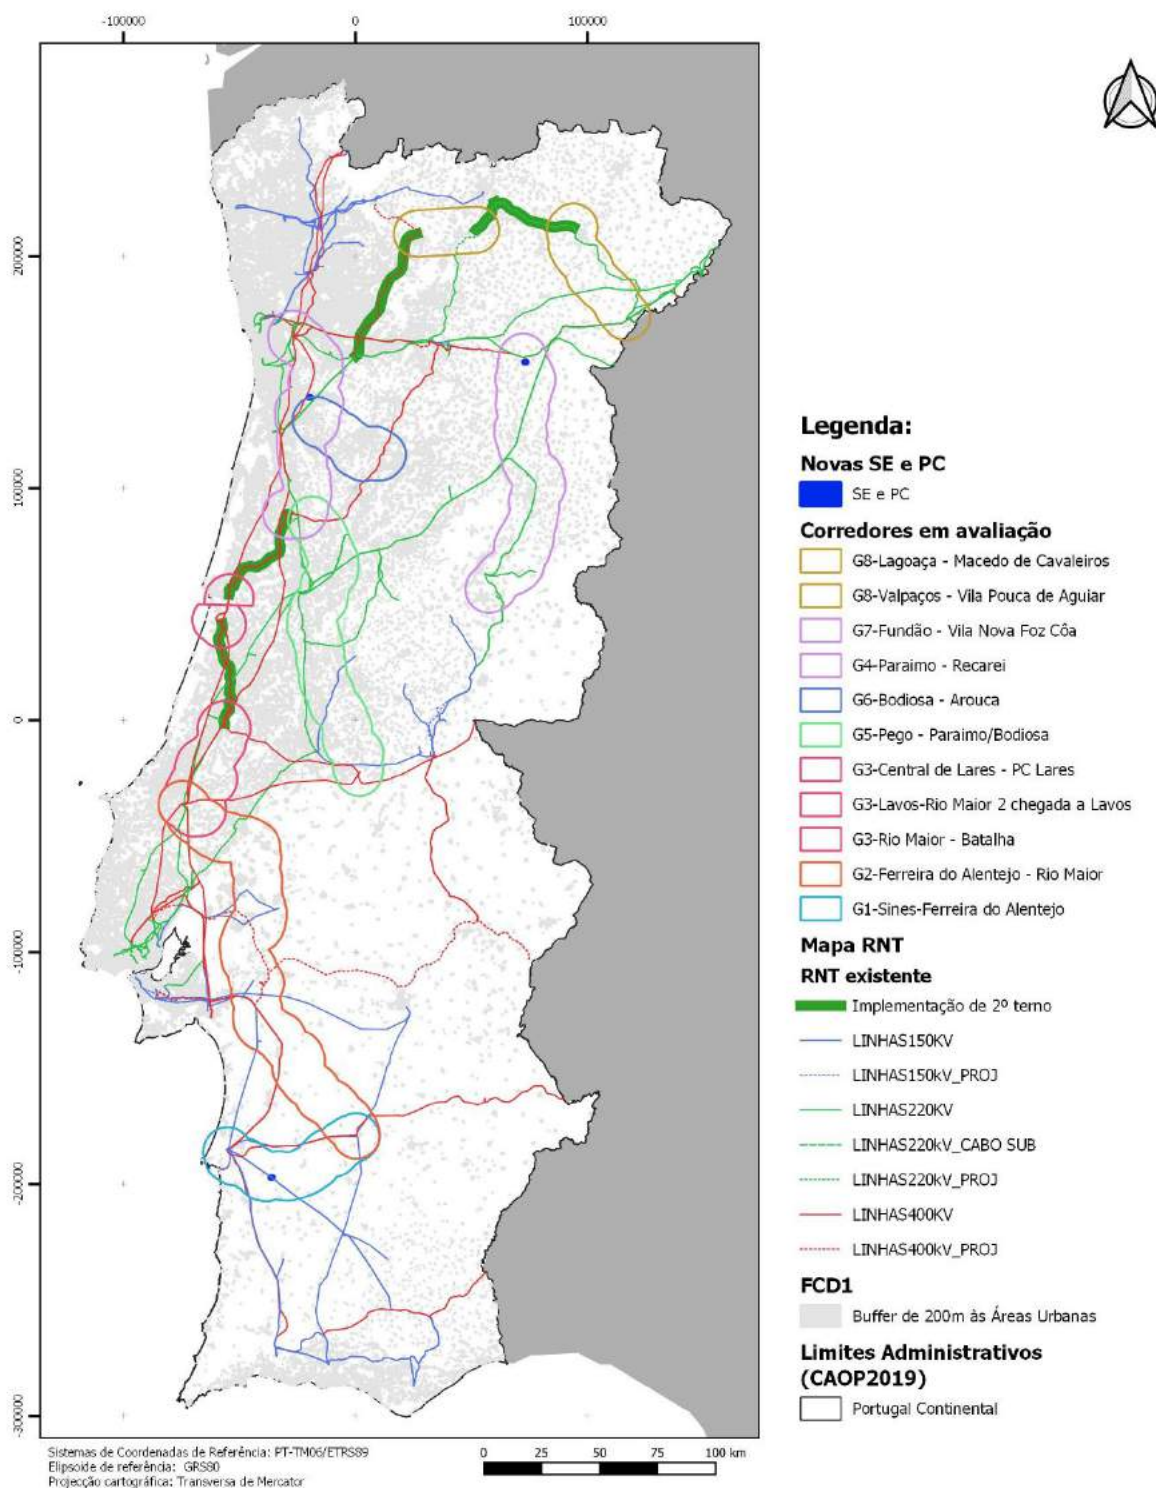 -100000
0
100000
200000
100000
0
-100000
-200000
-300000
Legenda:
Novas SE e PC
SE e PC
Corredores em avaliação
G8-Lagoaça - Macedo de Cavaleiros
G8-Valpaços - Vila Pouca de Aguiar
G7-Fundão - Vila Nova Foz Côa
G4-Paraimo - Recarei
G6-Bodiosa - Arouca
G5-Pego - Paraimo/Bodiosa
G3-Central de Lares - PC Lares
G3-Lavos-Rio Maior 2 chegada a Lavos
G3-Rio Maior - Batalha
G2-Ferreira do Alentejo - Rio Maior
G1-Sines-Ferreira do Alentejo
Mapa RNT
RNT existente
Implementação de 2º terno
LINHAS150KV
LINHAS150kV_PROJ
LINHAS220KV
LINHAS220kV_CABO SUB
LINHAS220kV_PROJ
LINHAS400KV
LINHAS400kV_PROJ
FCD1
Buffer de 200m às Áreas Urbanas
Limites Administrativos
(CAOP2019)
Portugal Continental
Sistemas de Coordenadas de Referência: PT-TM06/ETRS89
Elipsoide de referência: GRS80
Projecção cartográfica: Transversa de Mercator
0 25 50 75 100 km